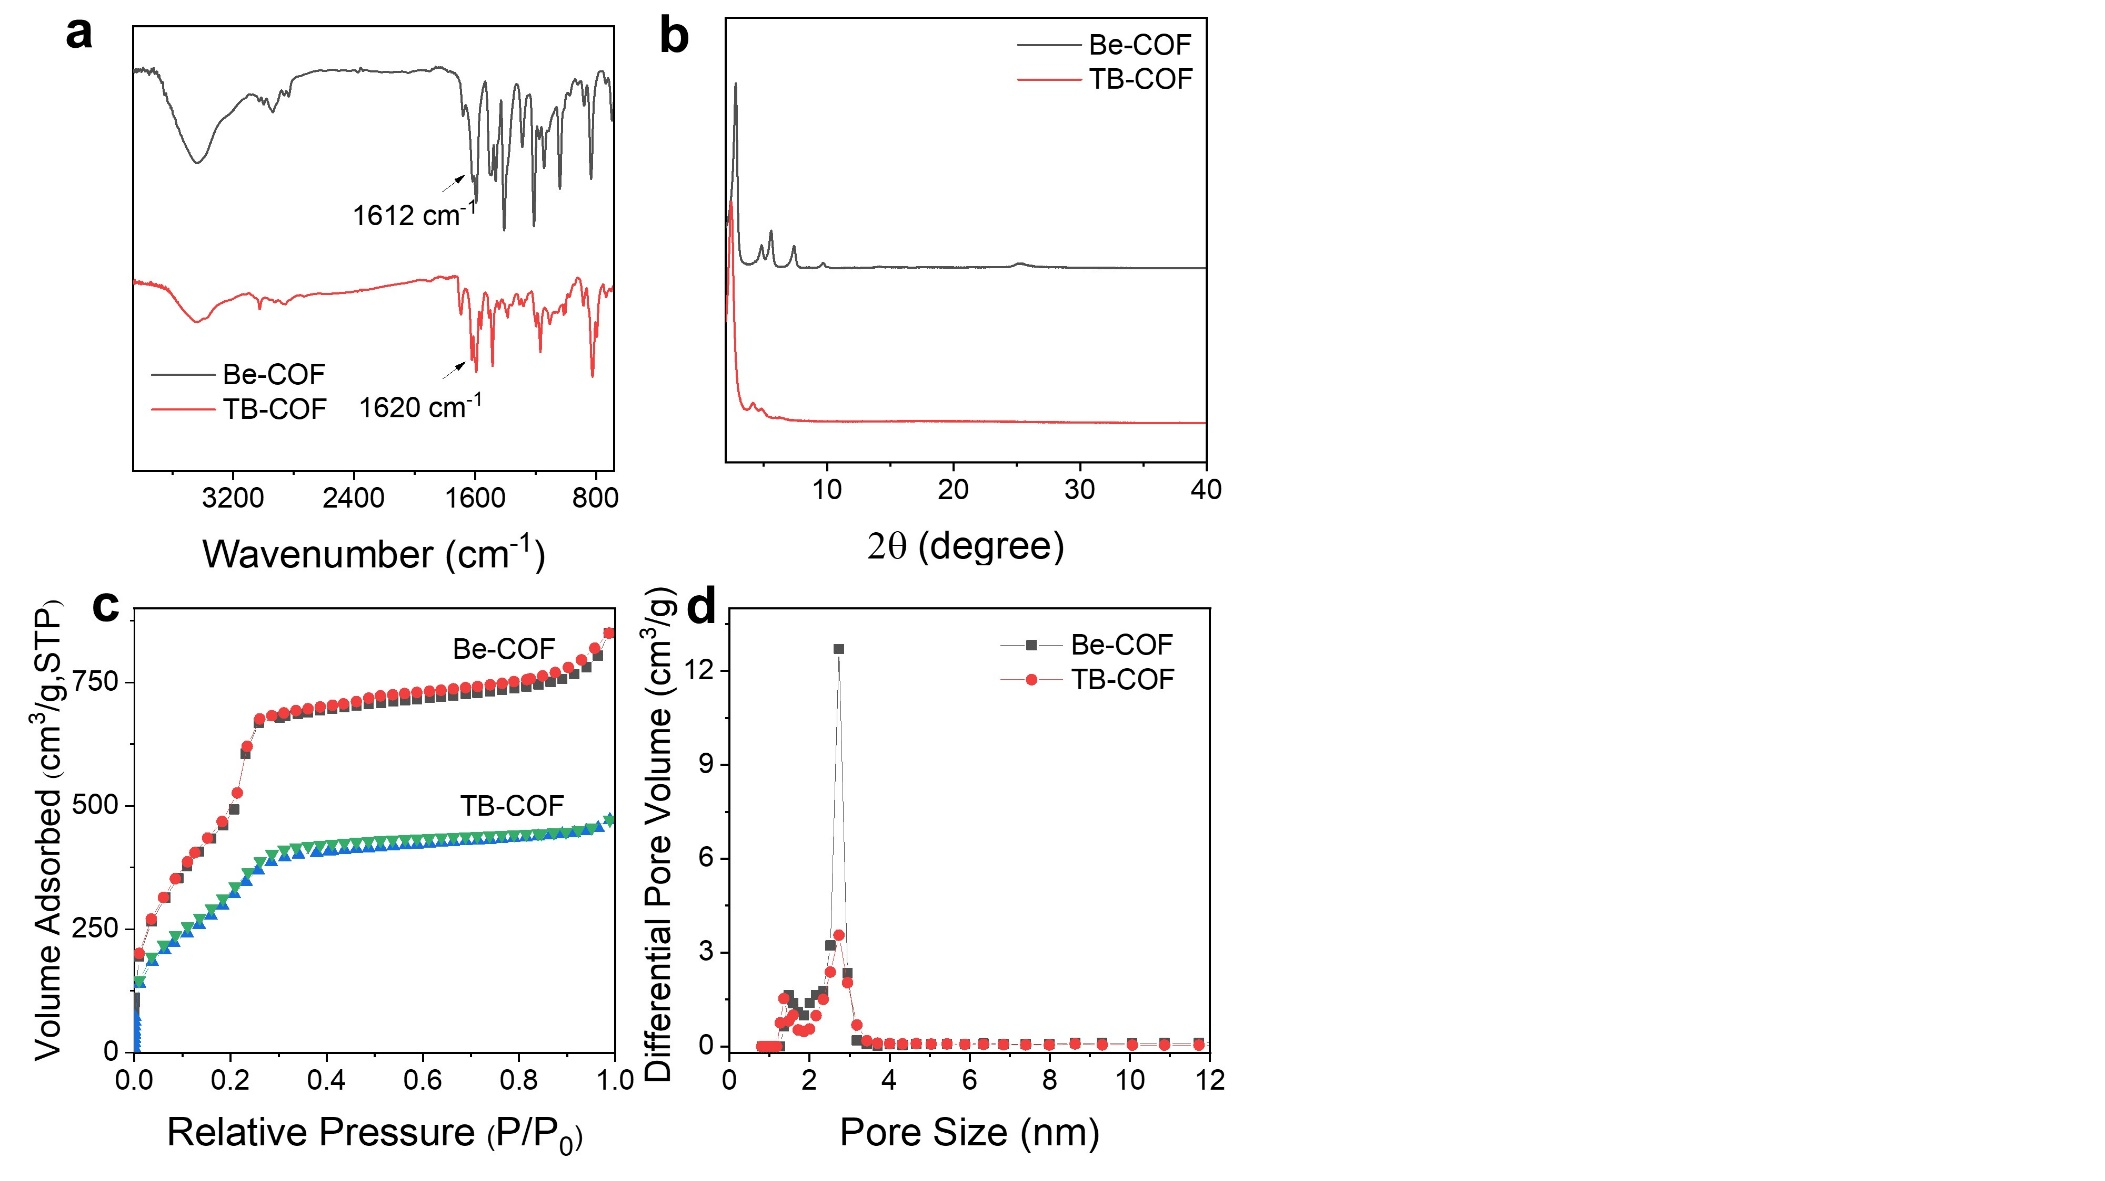 a
1612 cm⁻¹
Be-COF
TB-COF
1620 cm⁻¹
3200 2400 1600 800
Wavenumber (cm⁻¹)
b
Be-COF
TB-COF
10 20 30 40
2θ (degree)
c
Volume Adsorbed (cm³/g,STP)
750
500
250
0
Be-COF
TB-COF
0.0 0.2 0.4 0.6 0.8 1.0
Relative Pressure (P/P₀)
d
Differential Pore Volume (cm³/g)
12
9
6
3
0
Be-COF
TB-COF
0 2 4 6 8 10 12
Pore Size (nm)